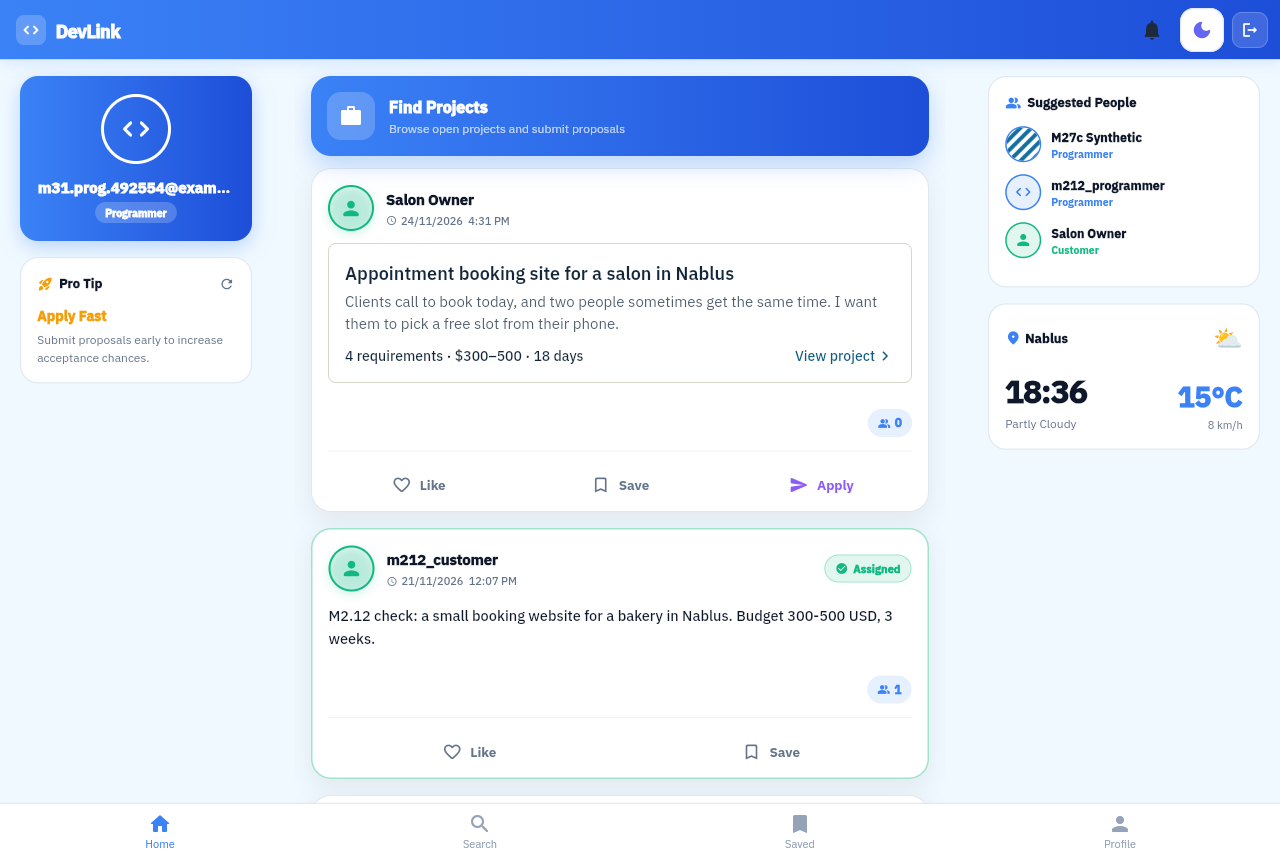 DevLink
m31.prog.492554@exam...
Programmer
Pro Tip
Apply Fast
Submit proposals early to increase
acceptance chances.
Find Projects
Browse open projects and submit proposals
Salon Owner
24/11/2026 4:31 PM
Appointment booking site for a salon in Nablus
Clients call to book today, and two people sometimes get the same time. I want
them to pick a free slot from their phone.
4 requirements · $300–500 · 18 days
View project
0
Like
Save
Apply
m212_customer
21/11/2026 12:07 PM
Assigned
M2.12 check: a small booking website for a bakery in Nablus. Budget 300-500 USD, 3
weeks.
1
Like
Save
Suggested People
M27c Synthetic
Programmer
m212_programmer
Programmer
Salon Owner
Customer
Nablus
18:36
15°C
Partly Cloudy
8 km/h
Home
Search
Saved
Profile